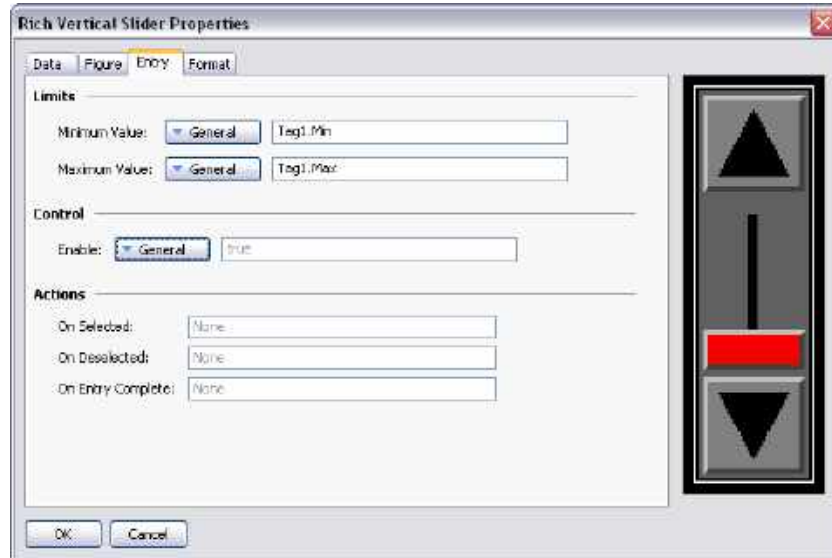 Rich Vertical Slider Properties
Data Figure Entry Format
Limits
Minimum Value: General Tag1.Min
Maximum Value: General Tag1.Max
Control
Enable: General true
Actions
On Selected: None
On Deselected: None
On Entry Complete: None
OK Cancel